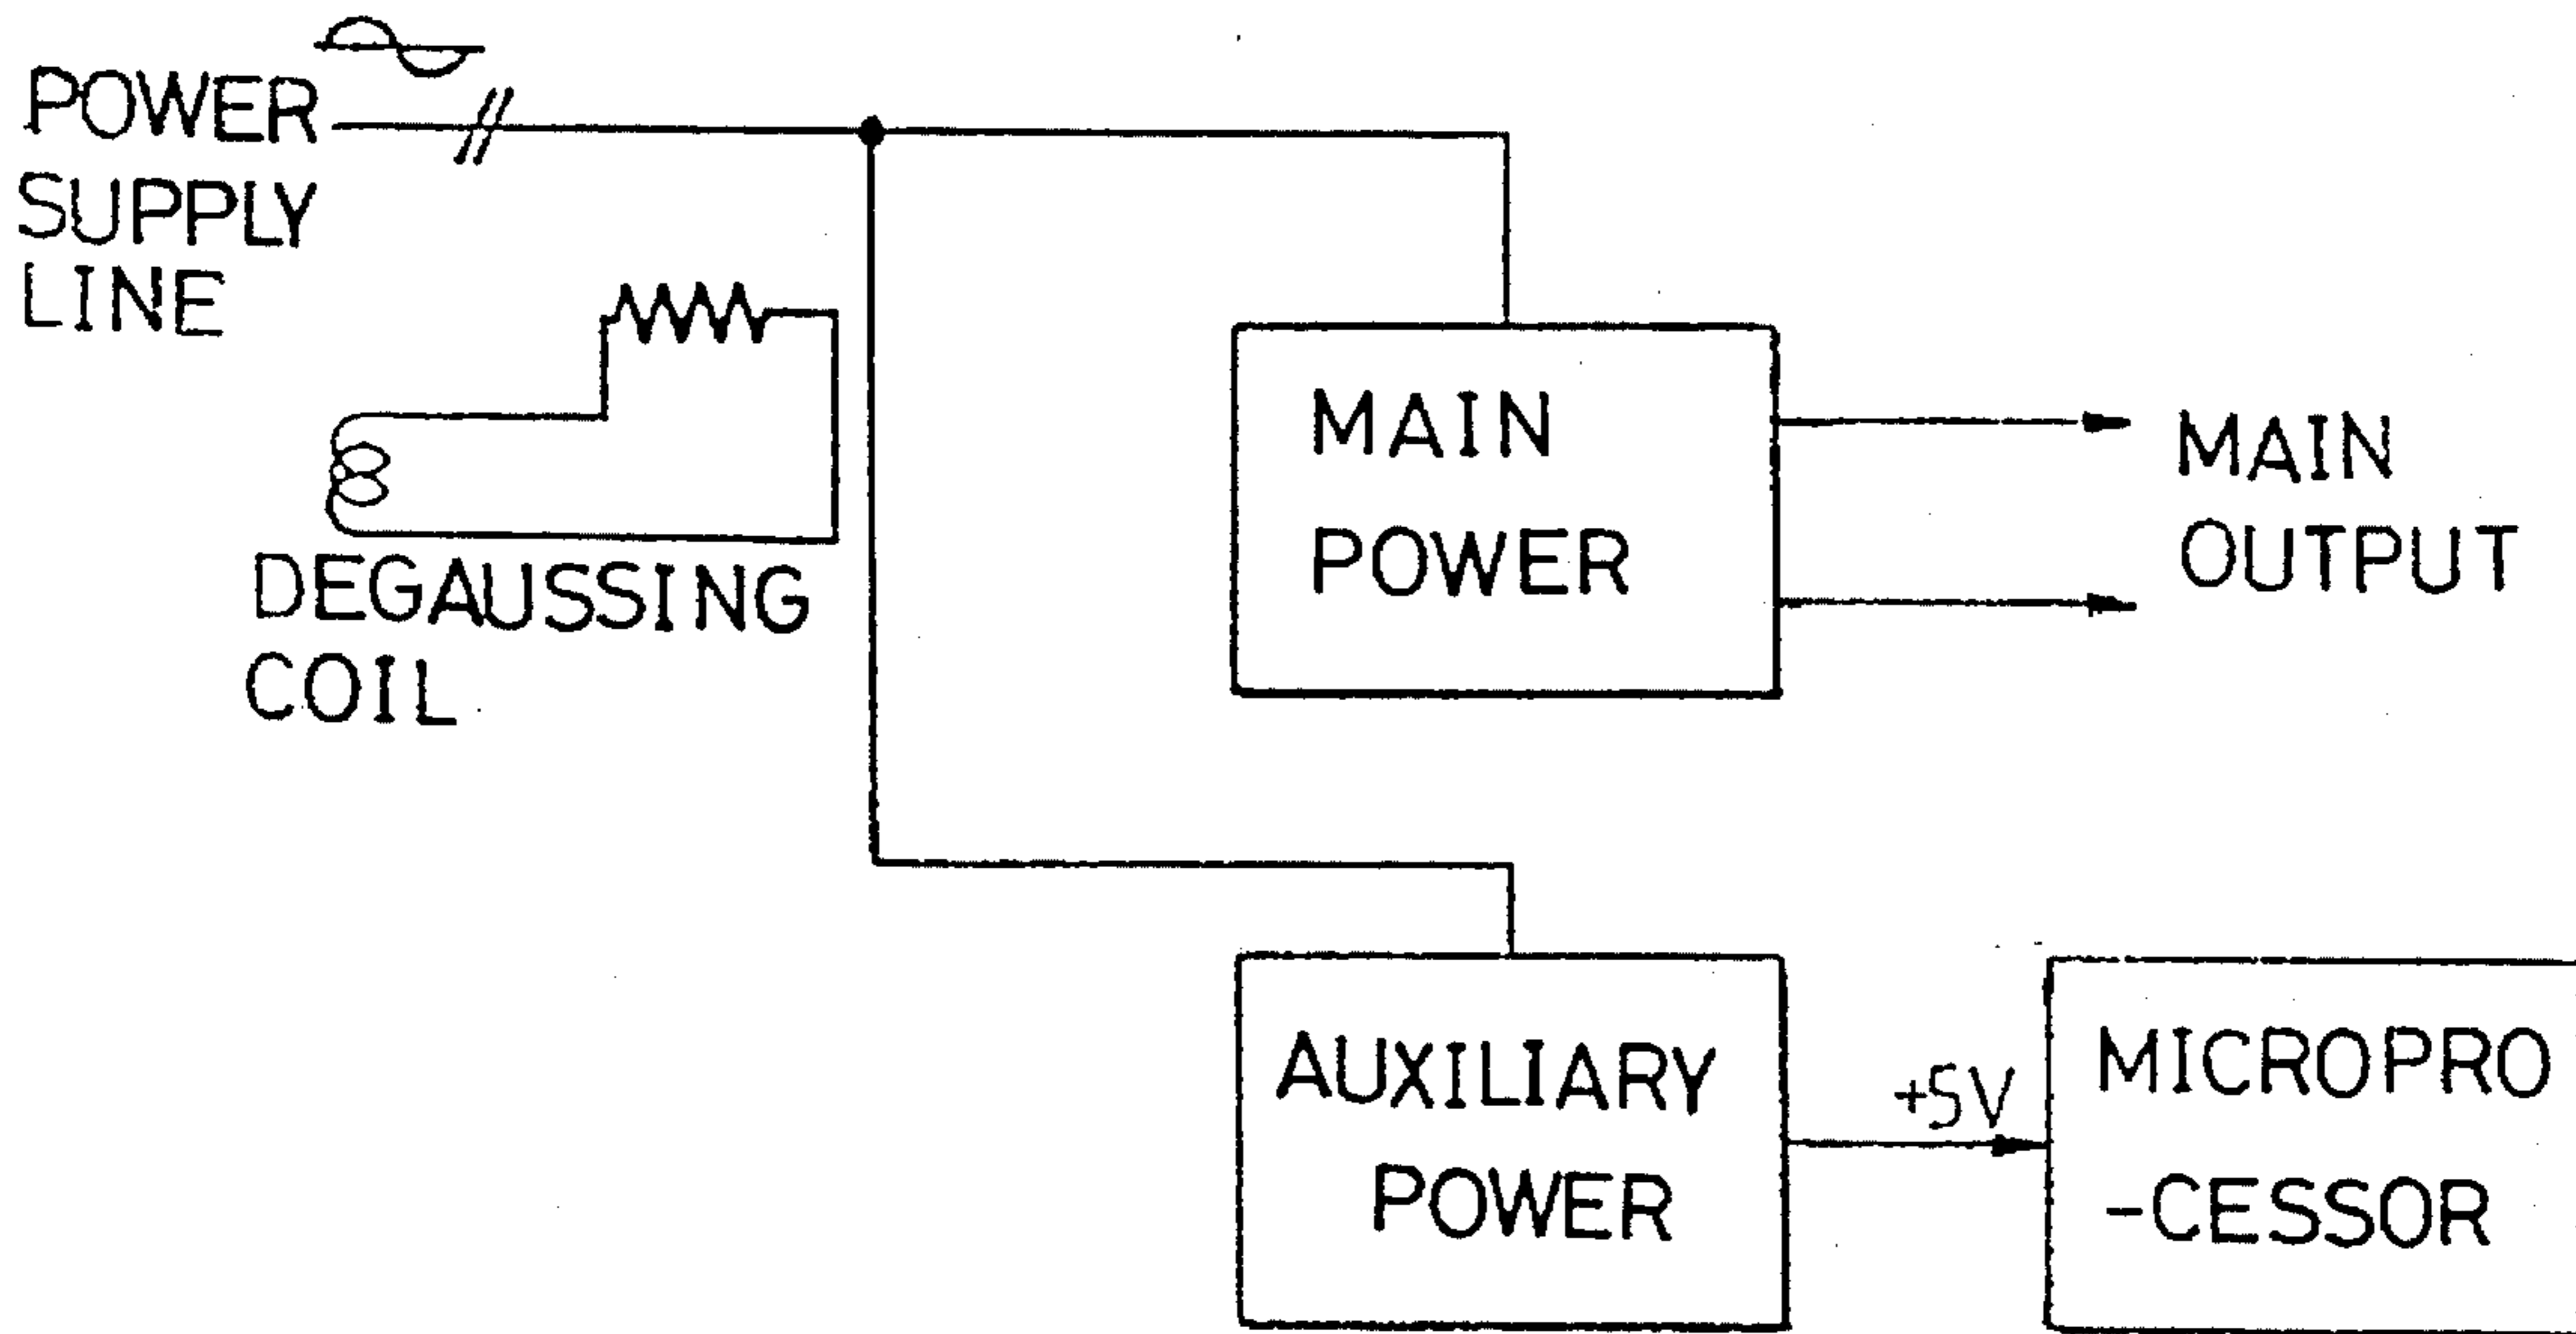 POWER
SUPPLY
LINE
DEGAUSSING
COIL
MAIN
POWER
MAIN
OUTPUT
AUXILIARY
POWER
+5V
MICROPRO
-CESSOR